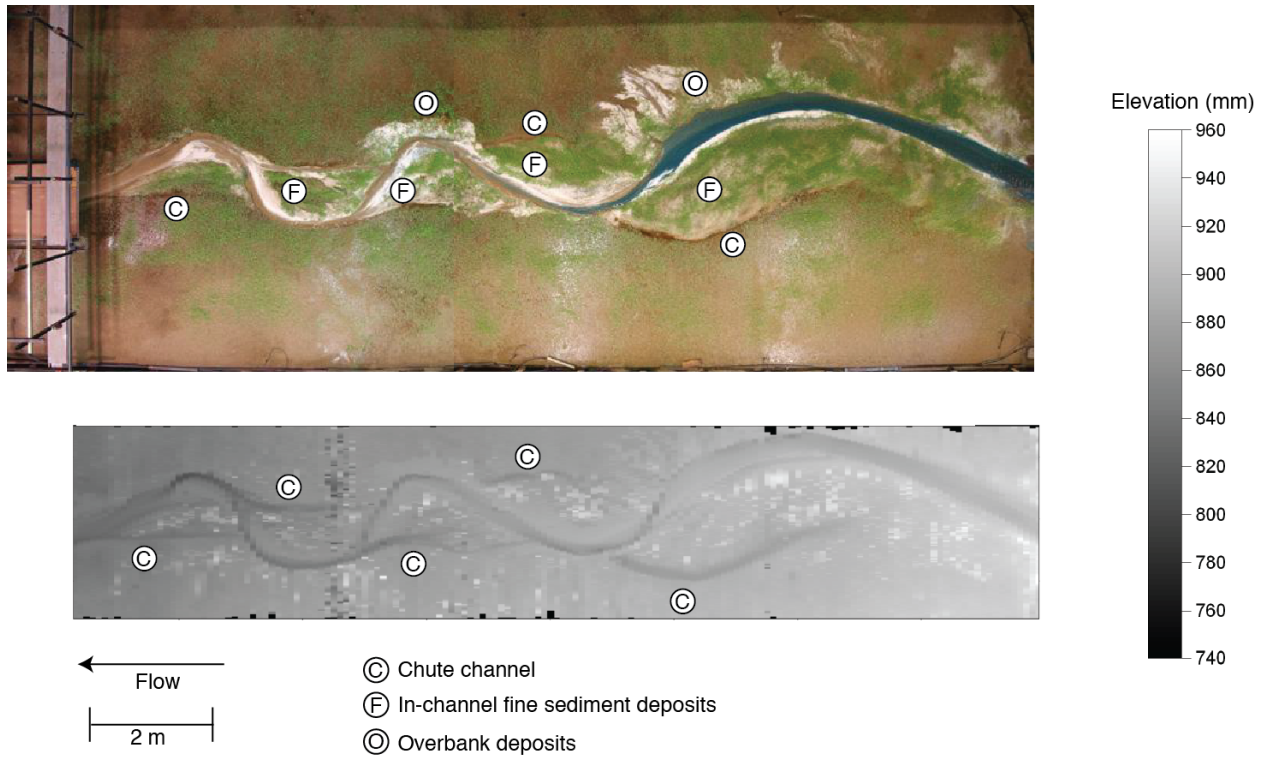 O
O
C
F
F
F
F
C
C
Elevation (mm)
960
940
920
900
880
860
840
820
800
780
760
740
C
C
C
C
C
Flow
2 m
C Chute channel
F In-channel fine sediment deposits
O Overbank deposits